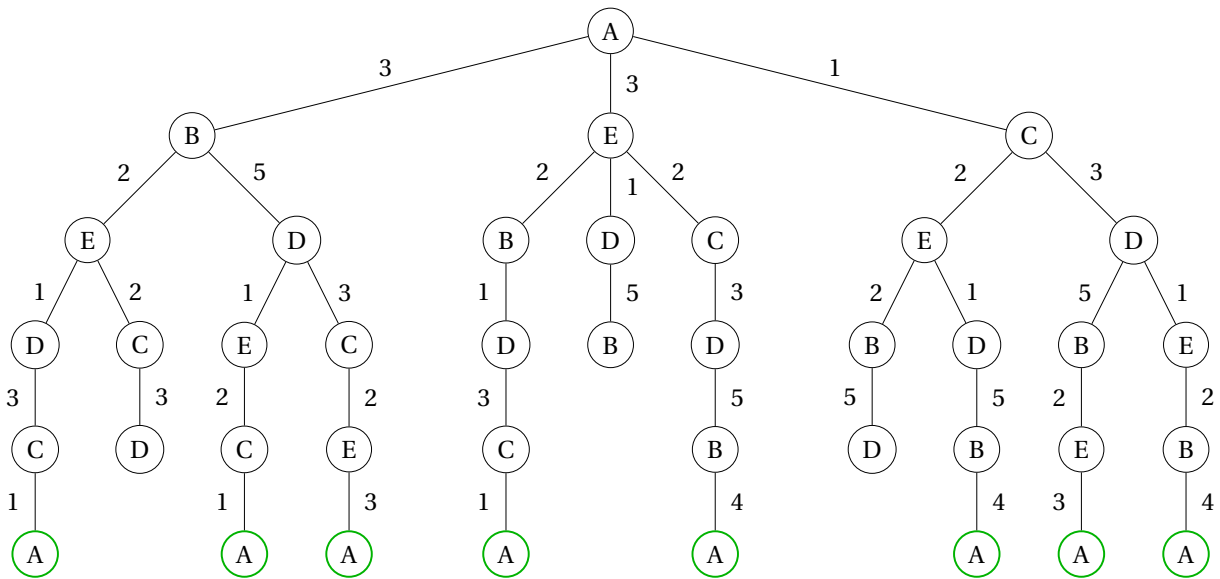 A
3 3 1
B E C
2 5 2 1 2 2 3
E D B D C E D
1 2 1 3 1 5 3 2 1 5 1
D C E C D B D B D B E
3 3 2 2 3 5 5 5 2 2
C D C E C B D B E B
1 1 3 1 4 4 3 4
A A A A A A A A